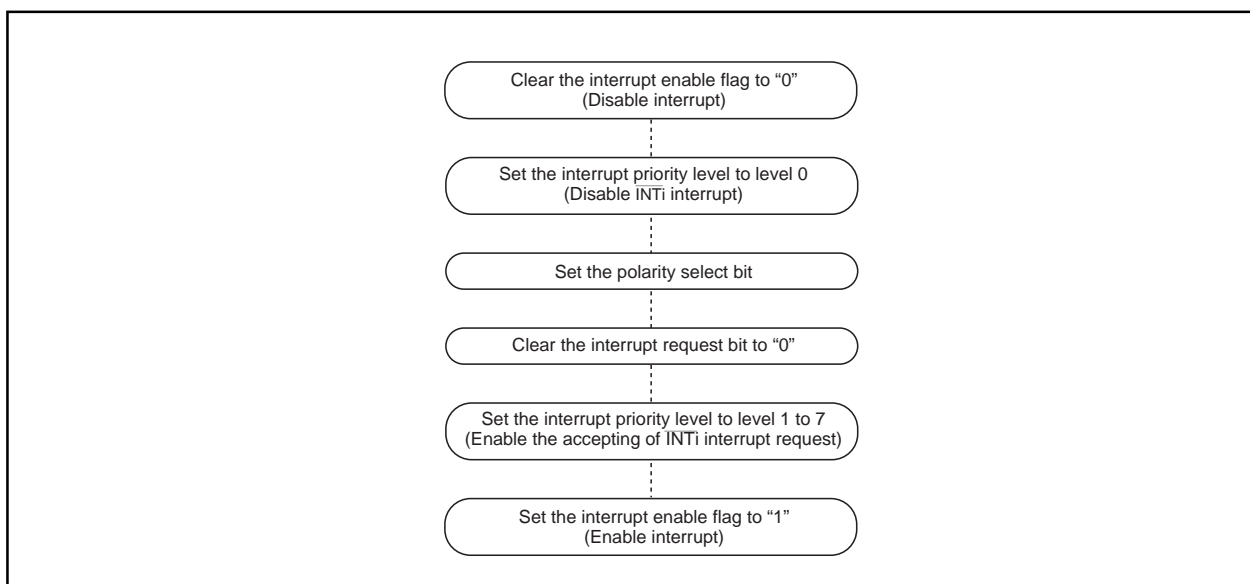 Clear the interrupt enable flag to “0”
(Disable interrupt)
Set the interrupt priority level to level 0
(Disable I̅N̅T̅i̅ interrupt)
Set the polarity select bit
Clear the interrupt request bit to “0”
Set the interrupt priority level to level 1 to 7
(Enable the accepting of I̅N̅T̅i̅ interrupt request)
Set the interrupt enable flag to “1”
(Enable interrupt)